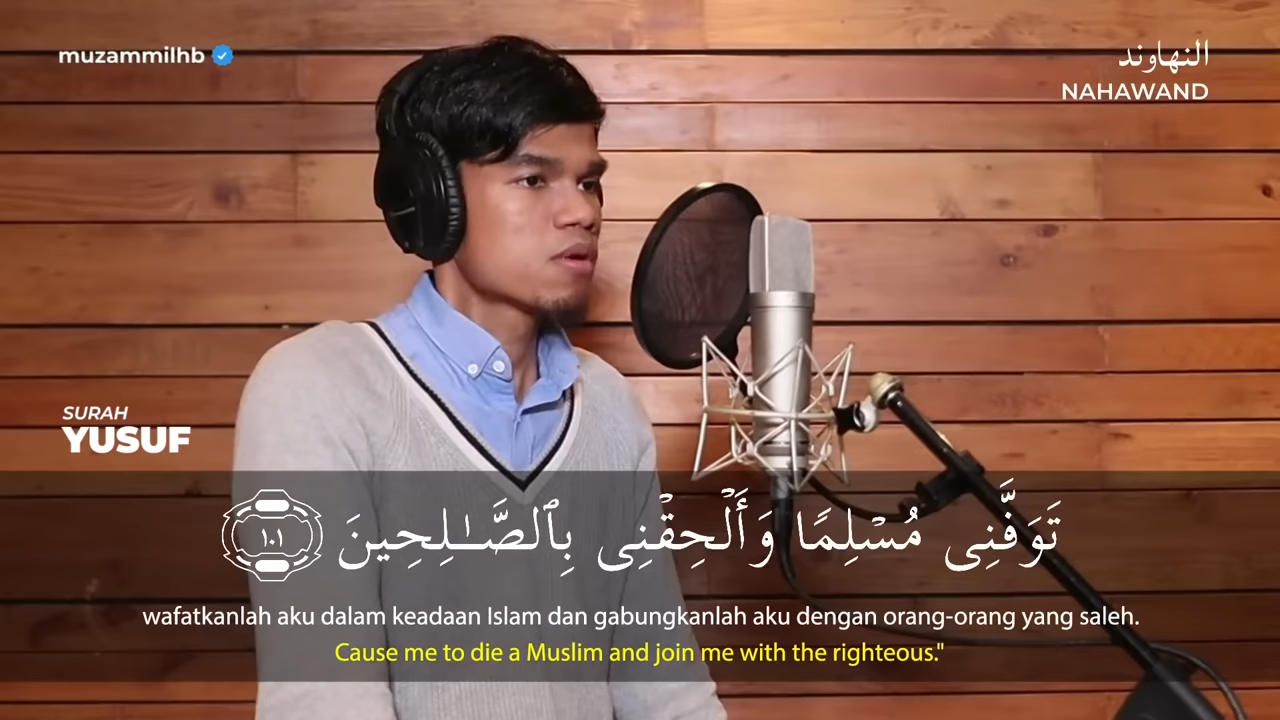 muzammilhb
النهاوند
NAHAWAND
SURAH
YUSUF
تَوَفَّنِى مُسْلِمًا وَأَلْحِقْنِى بِٱلصَّـٰلِحِينَ ١٠١
wafatkanlah aku dalam keadaan Islam dan gabungkanlah aku dengan orang-orang yang saleh.
Cause me to die a Muslim and join me with the righteous."